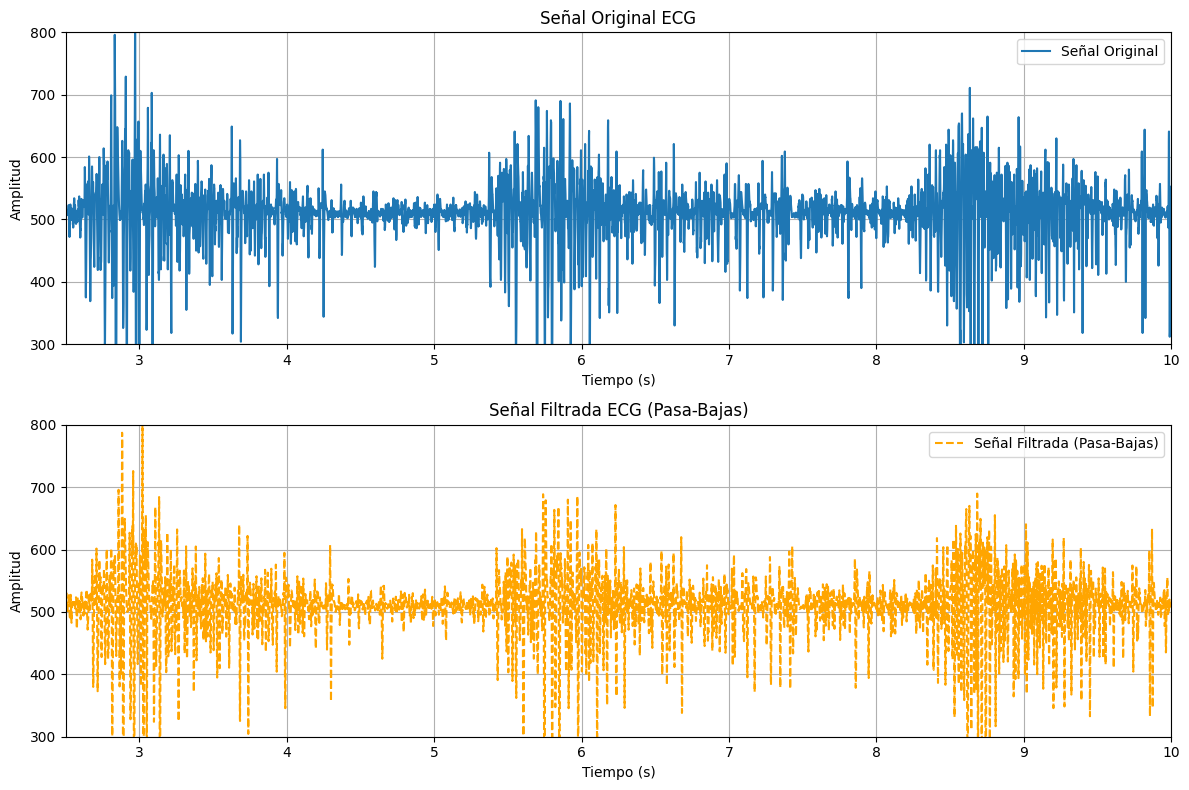 Señal Original ECG
Señal Original
Amplitud
800
700
600
500
400
300
3 4 5 6 7 8 9 10
Tiempo (s)
Señal Filtrada ECG (Pasa-Bajas)
Señal Filtrada (Pasa-Bajas)
Amplitud
800
700
600
500
400
300
3 4 5 6 7 8 9 10
Tiempo (s)